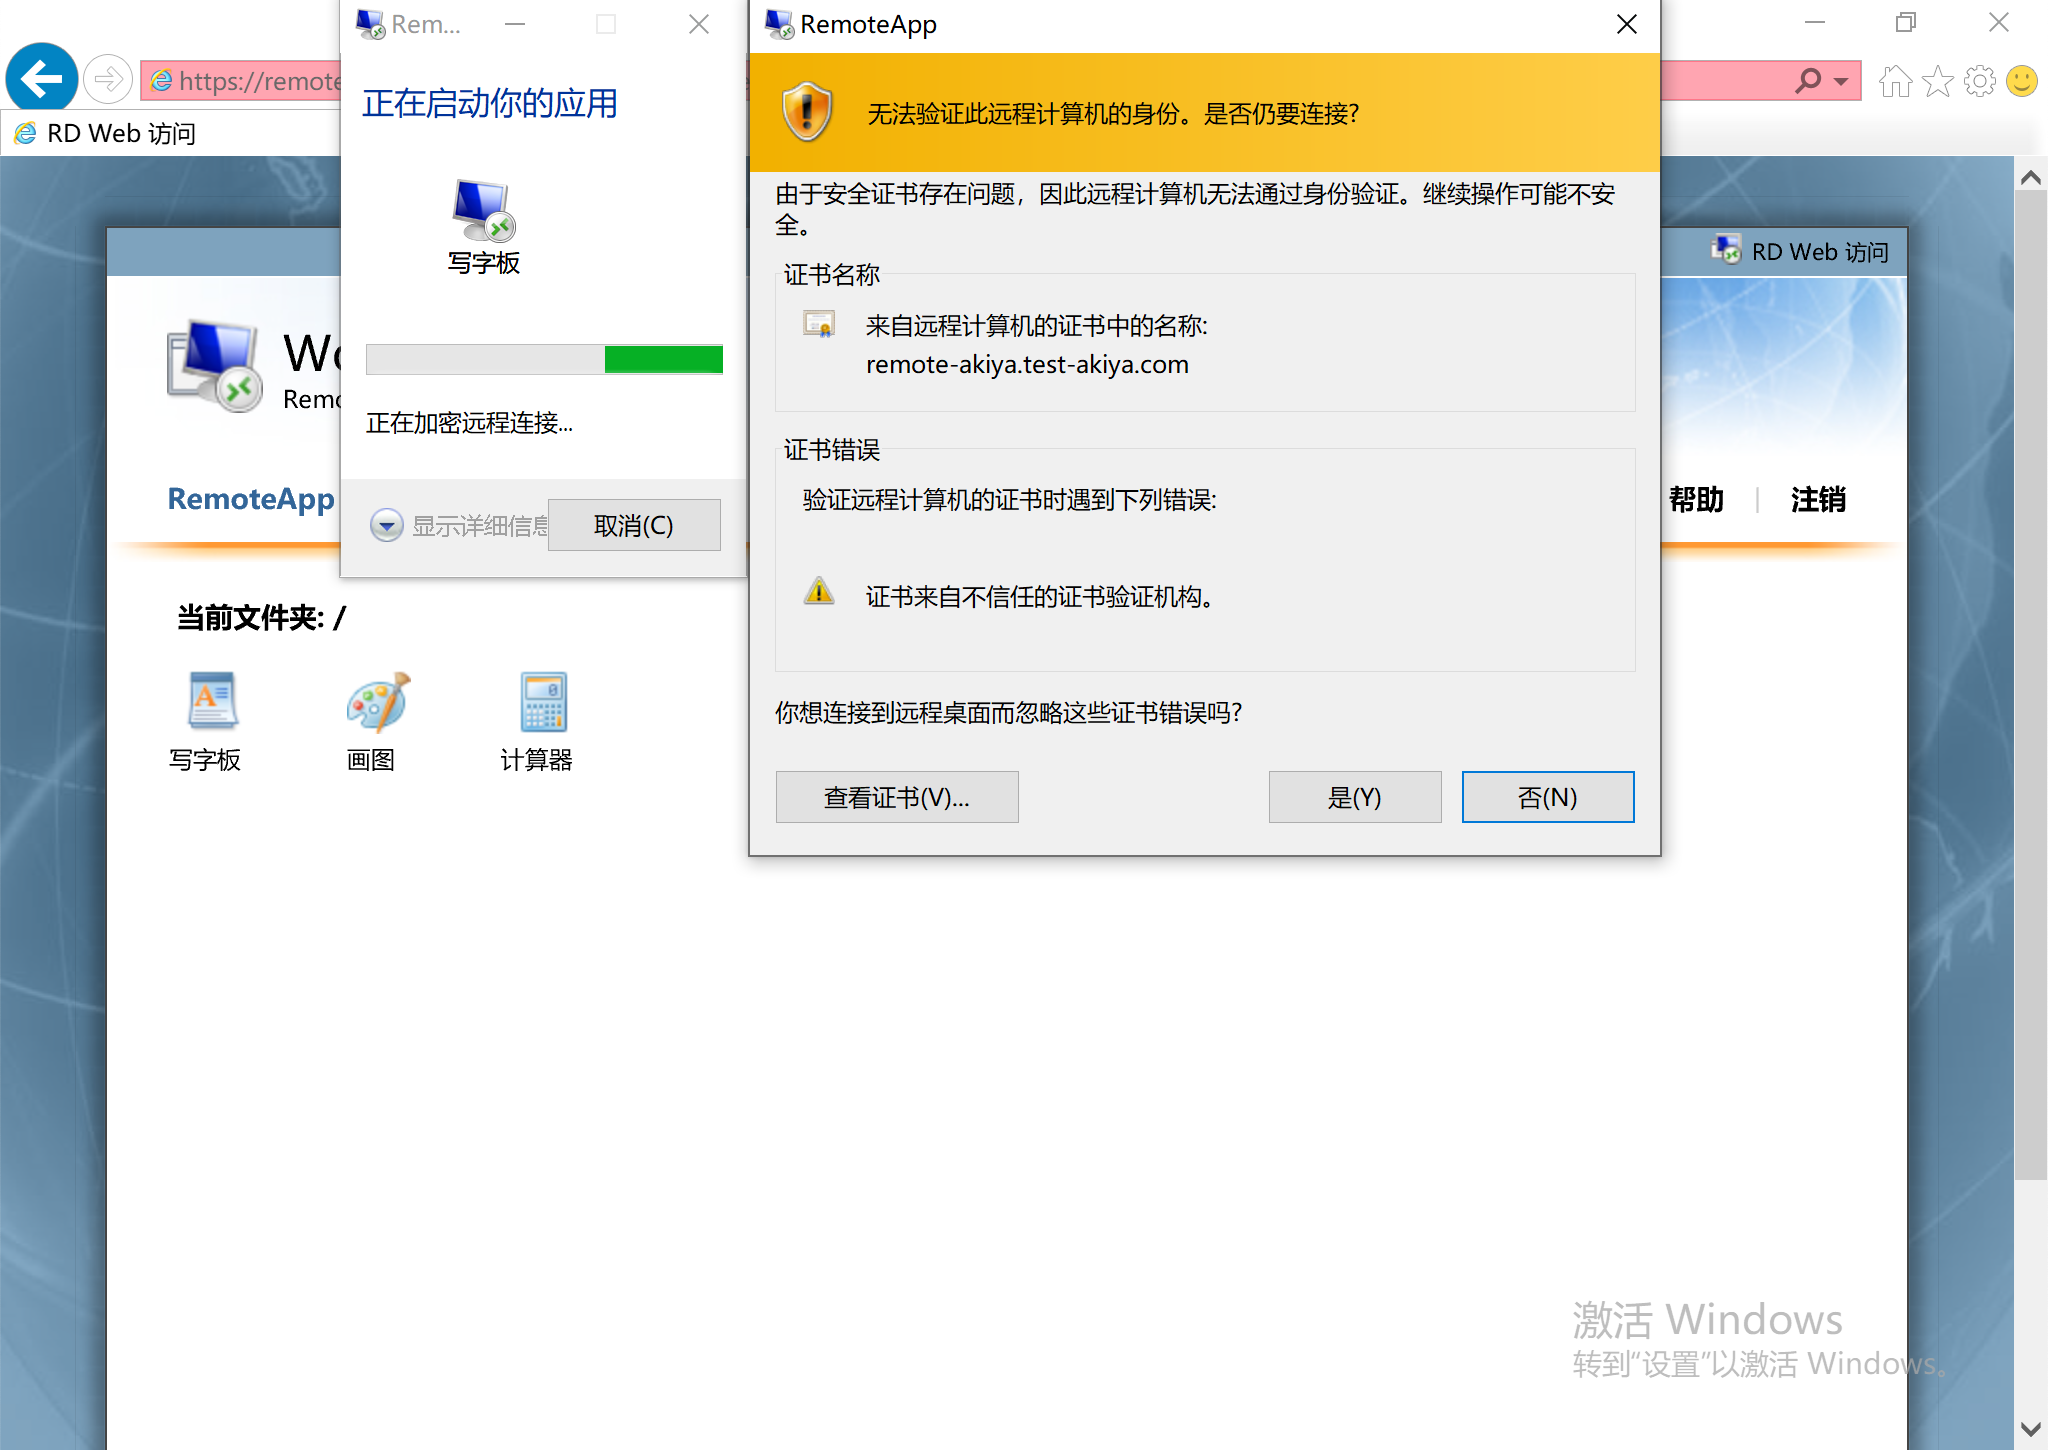 Rem...
RemoteApp
https://remote
RD Web 访问
正在启动你的应用
写字板
正在加密远程连接...
显示详细信息
取消(C)
无法验证此远程计算机的身份。是否仍要连接?
由于安全证书存在问题，因此远程计算机无法通过身份验证。继续操作可能不安
全。
证书名称
来自远程计算机的证书中的名称:
remote-akiya.test-akiya.com
证书错误
验证远程计算机的证书时遇到下列错误:
证书来自不信任的证书验证机构。
你想连接到远程桌面而忽略这些证书错误吗?
查看证书(V)...
是(Y)
否(N)
RD Web 访问
RemoteApp
帮助
注销
当前文件夹: /
写字板
画图
计算器
激活 Windows
转到“设置”以激活 Windows。